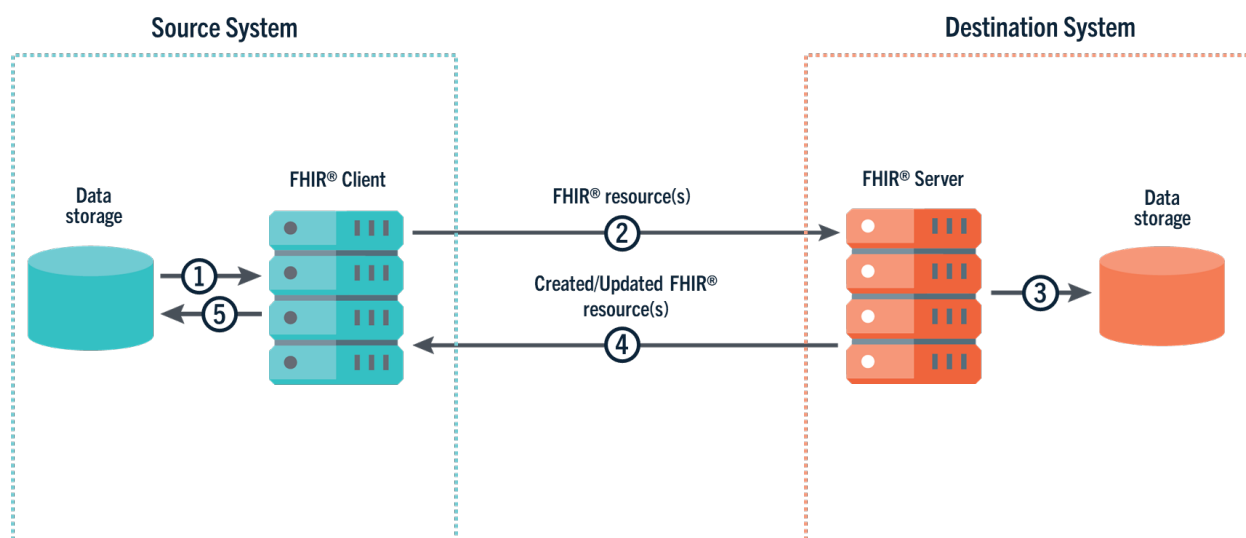 Source System
Destination System
FHIR® Client
FHIR® resource(s)
FHIR® Server
Data
storage
Data
storage
2
1
Created/Updated FHIR®
resource(s)
3
5
4